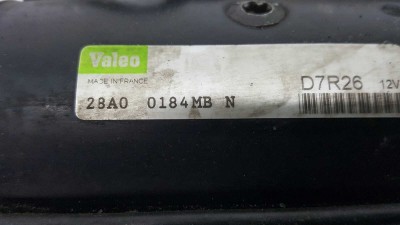 Valeo
MADE IN FRANCE
D7R26 12V
28A0 0184MB N